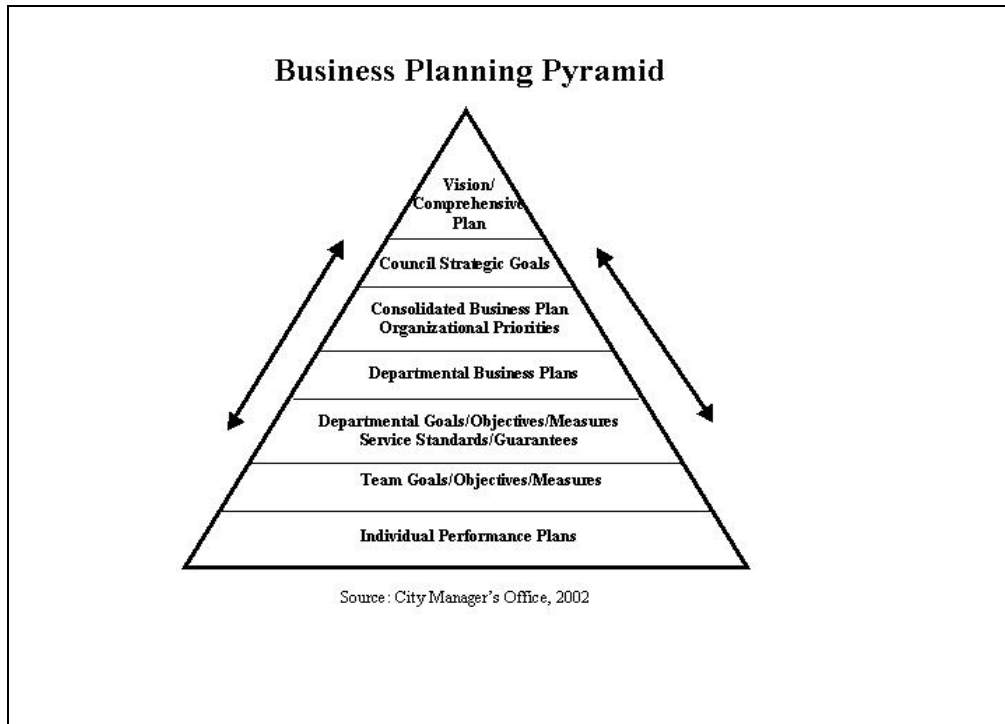 Business Planning Pyramid
Vision/
Comprehensive
Plan
Council Strategic Goals
Consolidated Business Plan
Organizational Priorities
Departmental Business Plans
Departmental Goals/Objectives/Measures
Service Standards/Guarantees
Team Goals/Objectives/Measures
Individual Performance Plans
Source: City Manager's Office, 2002